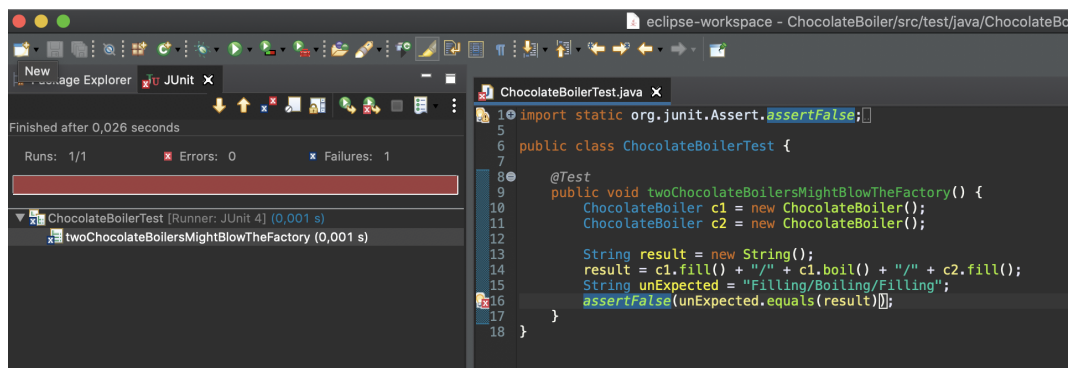 eclipse-workspace - ChocolateBoiler/src/test/java/ChocolateBo
New
Package Explorer JUnit
ChocolateBoilerTest.java
Finished after 0,026 seconds
Runs: 1/1 Errors: 0 Failures: 1
ChocolateBoilerTest [Runner: JUnit 4] (0,001 s)
twoChocolateBoilersMightBlowTheFactory (0,001 s)
1 import static org.junit.Assert.assertFalse;
5
6 public class ChocolateBoilerTest {
7
8 @Test
9 public void twoChocolateBoilersMightBlowTheFactory() {
10 ChocolateBoiler c1 = new ChocolateBoiler();
11 ChocolateBoiler c2 = new ChocolateBoiler();
12
13 String result = new String();
14 result = c1.fill() + "/" + c1.boil() + "/" + c2.fill();
15 String unExpected = "Filling/Boiling/Filling";
16 assertFalse(unExpected.equals(result));
17 }
18 }